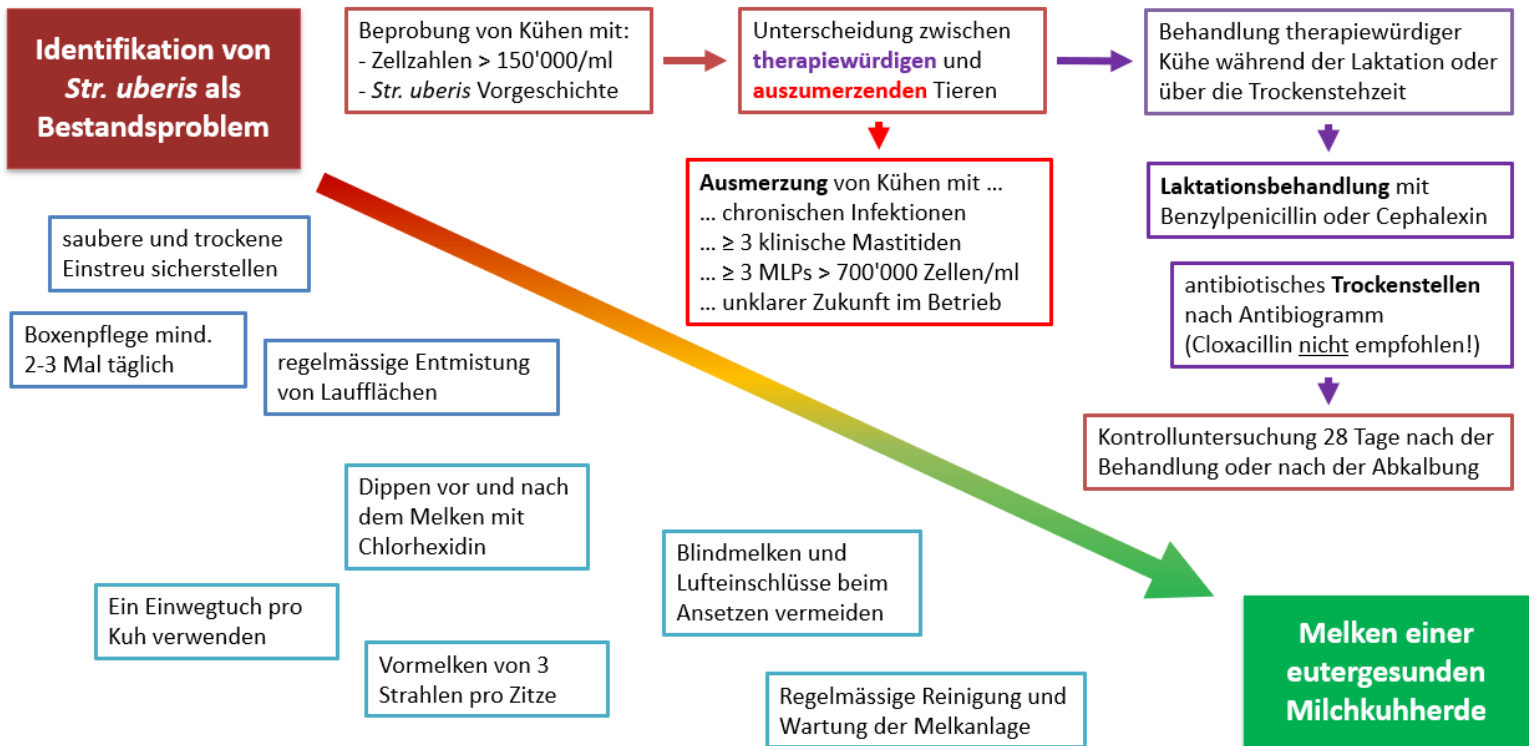 Identifikation von
Str. uberis als
Bestandsproblem
Beprobung von Kühen mit:
- Zellzahlen > 150'000/ml
- Str. uberis Vorgeschichte
Unterscheidung zwischen
therapiewürdigen und
auszumerzenden Tieren
Behandlung therapiewürdiger
Kühe während der Laktation oder
über die Trockenstehzeit
Ausmerzung von Kühen mit ...
... chronischen Infektionen
... ≥ 3 klinische Mastitiden
... ≥ 3 MLPs > 700'000 Zellen/ml
... unklarer Zukunft im Betrieb
Laktationsbehandlung mit
Benzylpenicillin oder Cephalexin
antibiotisches Trockenstellen
nach Antibiogramm
(Cloxacillin nicht empfohlen!)
Kontrolluntersuchung 28 Tage nach der
Behandlung oder nach der Abkalbung
saubere und trockene
Einstreu sicherstellen
Boxenpflege mind.
2-3 Mal täglich
regelmässige Entmistung
von Laufflächen
Dippen vor und nach
dem Melken mit
Chlorhexidin
Ein Einwegtuch pro
Kuh verwenden
Vormelken von 3
Strahlen pro Zitze
Blindmelken und
Lufteinschlüsse beim
Ansetzen vermeiden
Regelmässige Reinigung und
Wartung der Melkanlage
Melken einer
eutergesunden
Milchkuhherde